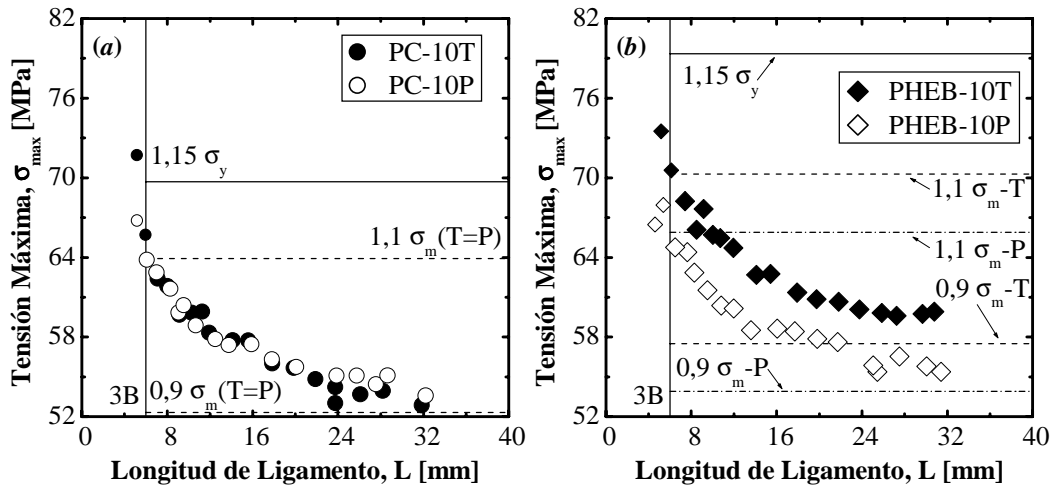 (a)
PC-10T
PC-10P
1,15 σy
1,1 σm(T=P)
0,9 σm(T=P)
3B
Tensión Máxima, σmax [MPa]
82
76
70
64
58
52
0 8 16 24 32 40
Longitud de Ligamento, L [mm]
(b)
1,15 σy
PHEB-10T
PHEB-10P
1,1 σm-T
1,1 σm-P
0,9 σm-T
0,9 σm-P
3B
Tensión Máxima, σmax [MPa]
82
76
70
64
58
52
0 8 16 24 32 40
Longitud de Ligamento, L [mm]